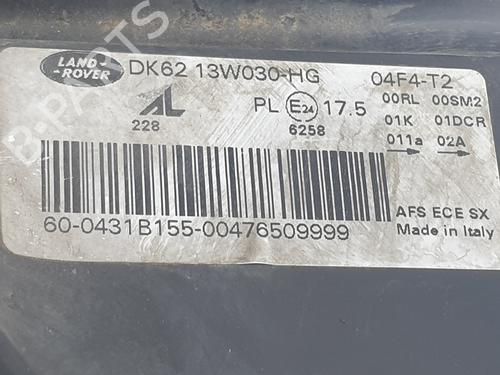 LAND
ROVER
DK62 13W030-HG 04F4-T2
AL PL E24 17.5 00RL 00SM2
228 6258 01K 01DCR
011a 02A
60-0431B155-00476509999
AFS ECE SX
Made in Italy
B-PARTS